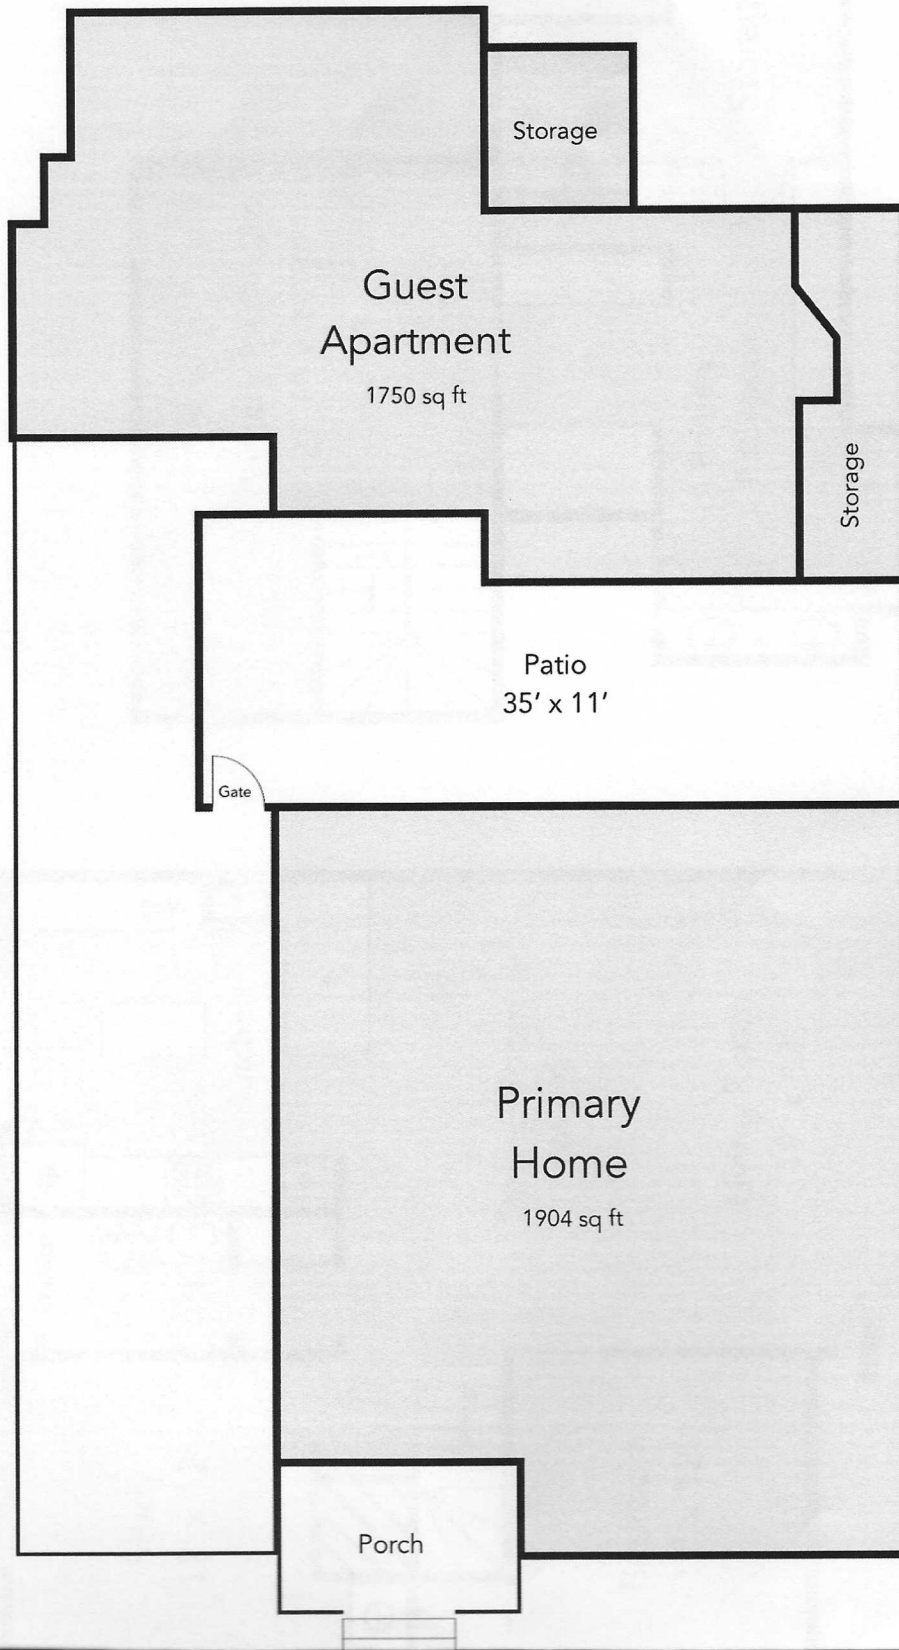 Storage
Guest
Apartment
1750 sq ft
Storage
Patio
35' x 11'
Gate
Primary
Home
1904 sq ft
Porch